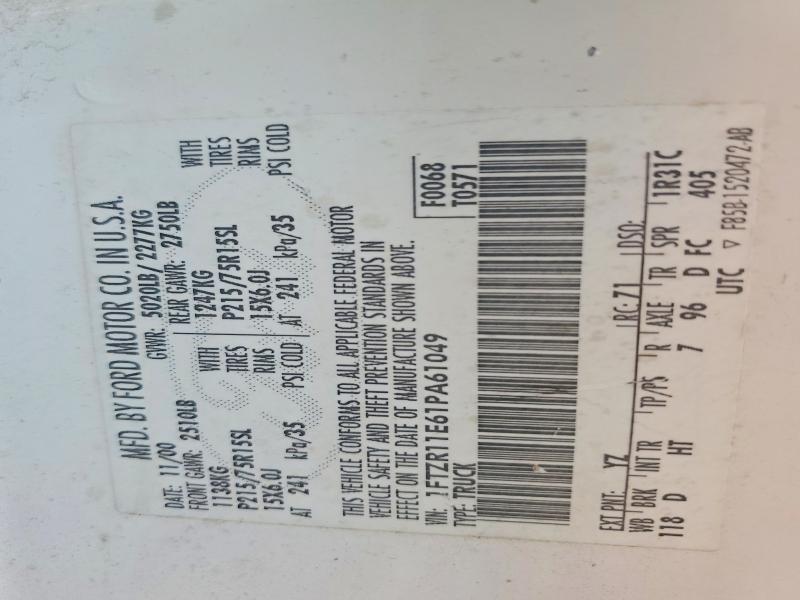 MFD. BY FORD MOTOR CO. IN U.S.A.
DATE: 11/00 GVWR: 5020LB/ 2277KG
FRONT GAWR: 2510LB REAR GAWR: 2750LB
1138KG WITH 1247KG WITH
P215/75R15SL TIRES P215/75R15SL TIRES
15X6.0J RIMS 15X6.0J RIMS
AT 241 kPa/35 PSI COLD AT 241 kPa/35 PSI COLD
THIS VEHICLE CONFORMS TO ALL APPLICABLE FEDERAL MOTOR
VEHICLE SAFETY AND THEFT PREVENTION STANDARDS IN
EFFECT ON THE DATE OF MANUFACTURE SHOWN ABOVE.
VIN: 1FTZR11E61PA61049 F0068
TYPE: TRUCK T0571
EXT PNT: YZ RC: 71 DSO:
WB BRK INT TR TP/PS R AXLE TR SPR 1R31C
118 D HT 7 96 D FC 405
UTC ▽ F85B-1520472-AB